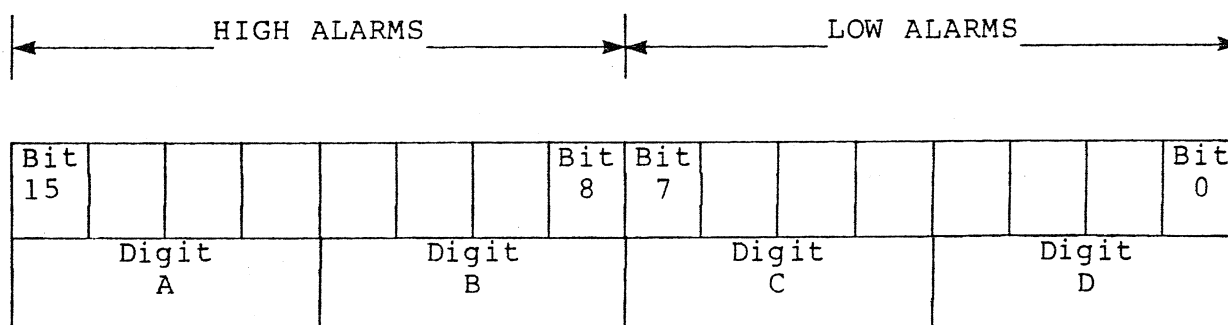 HIGH ALARMS LOW ALARMS
Bit Bit Bit Bit
15 8 7 0
Digit Digit Digit Digit
A B C D